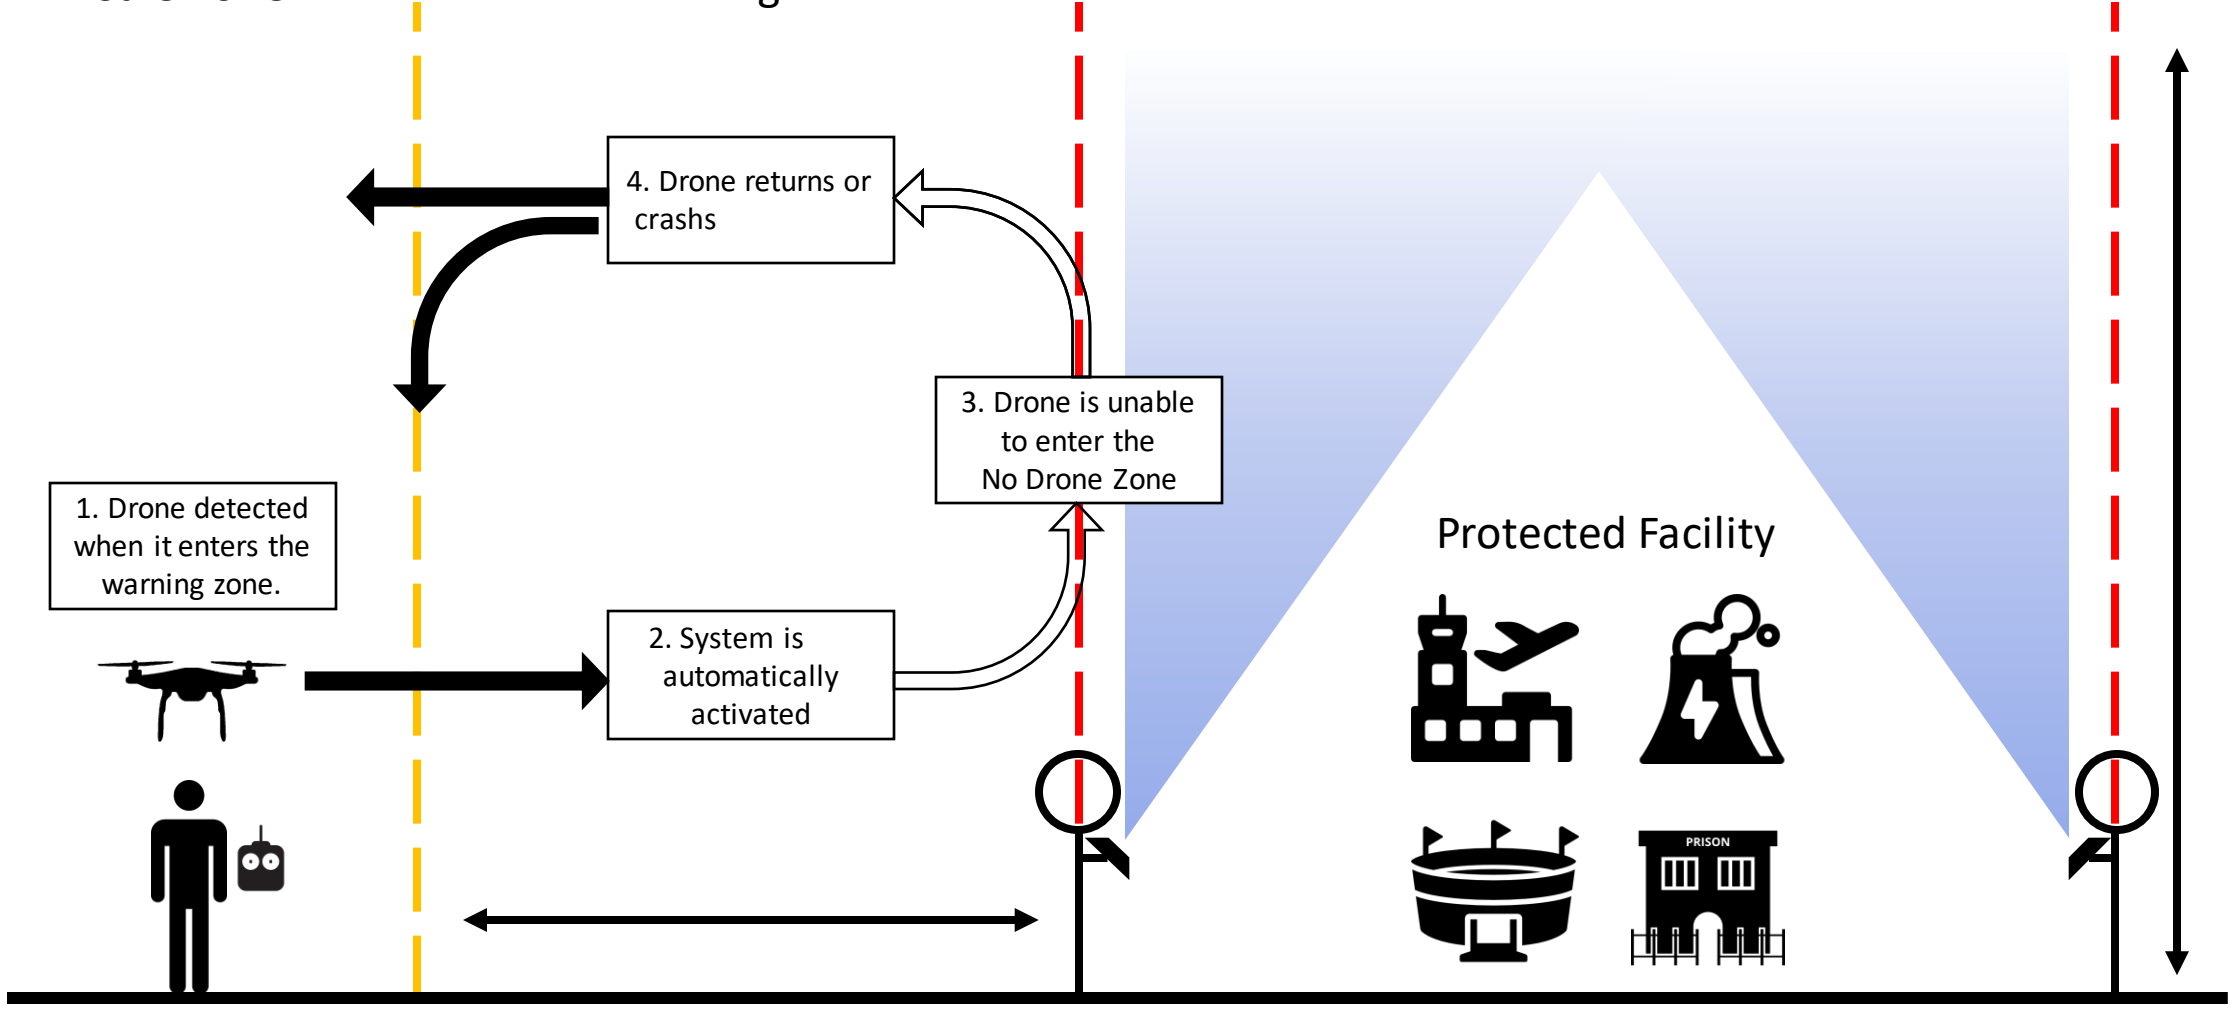 1. Drone detected
when it enters the
warning zone.
2. System is
automatically
activated
3. Drone is unable
to enter the
No Drone Zone
4. Drone returns or
crashs
Protected Facility
PRISON